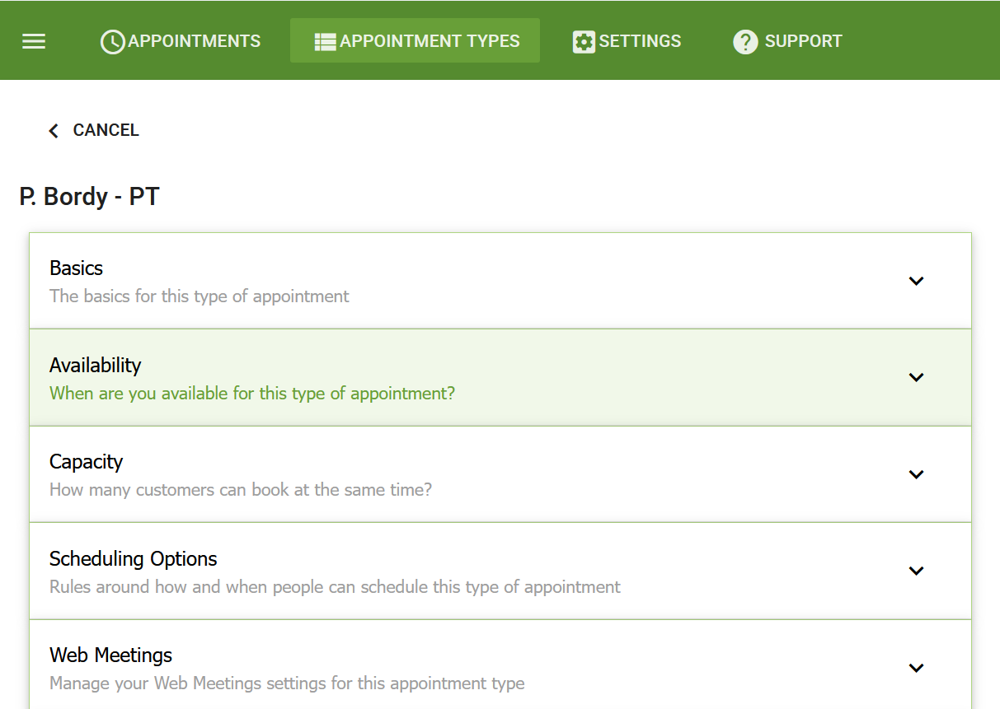 APPOINTMENTS APPOINTMENT TYPES SETTINGS SUPPORT
CANCEL
P. Bordy - PT
Basics
The basics for this type of appointment
Availability
When are you available for this type of appointment?
Capacity
How many customers can book at the same time?
Scheduling Options
Rules around how and when people can schedule this type of appointment
Web Meetings
Manage your Web Meetings settings for this appointment type